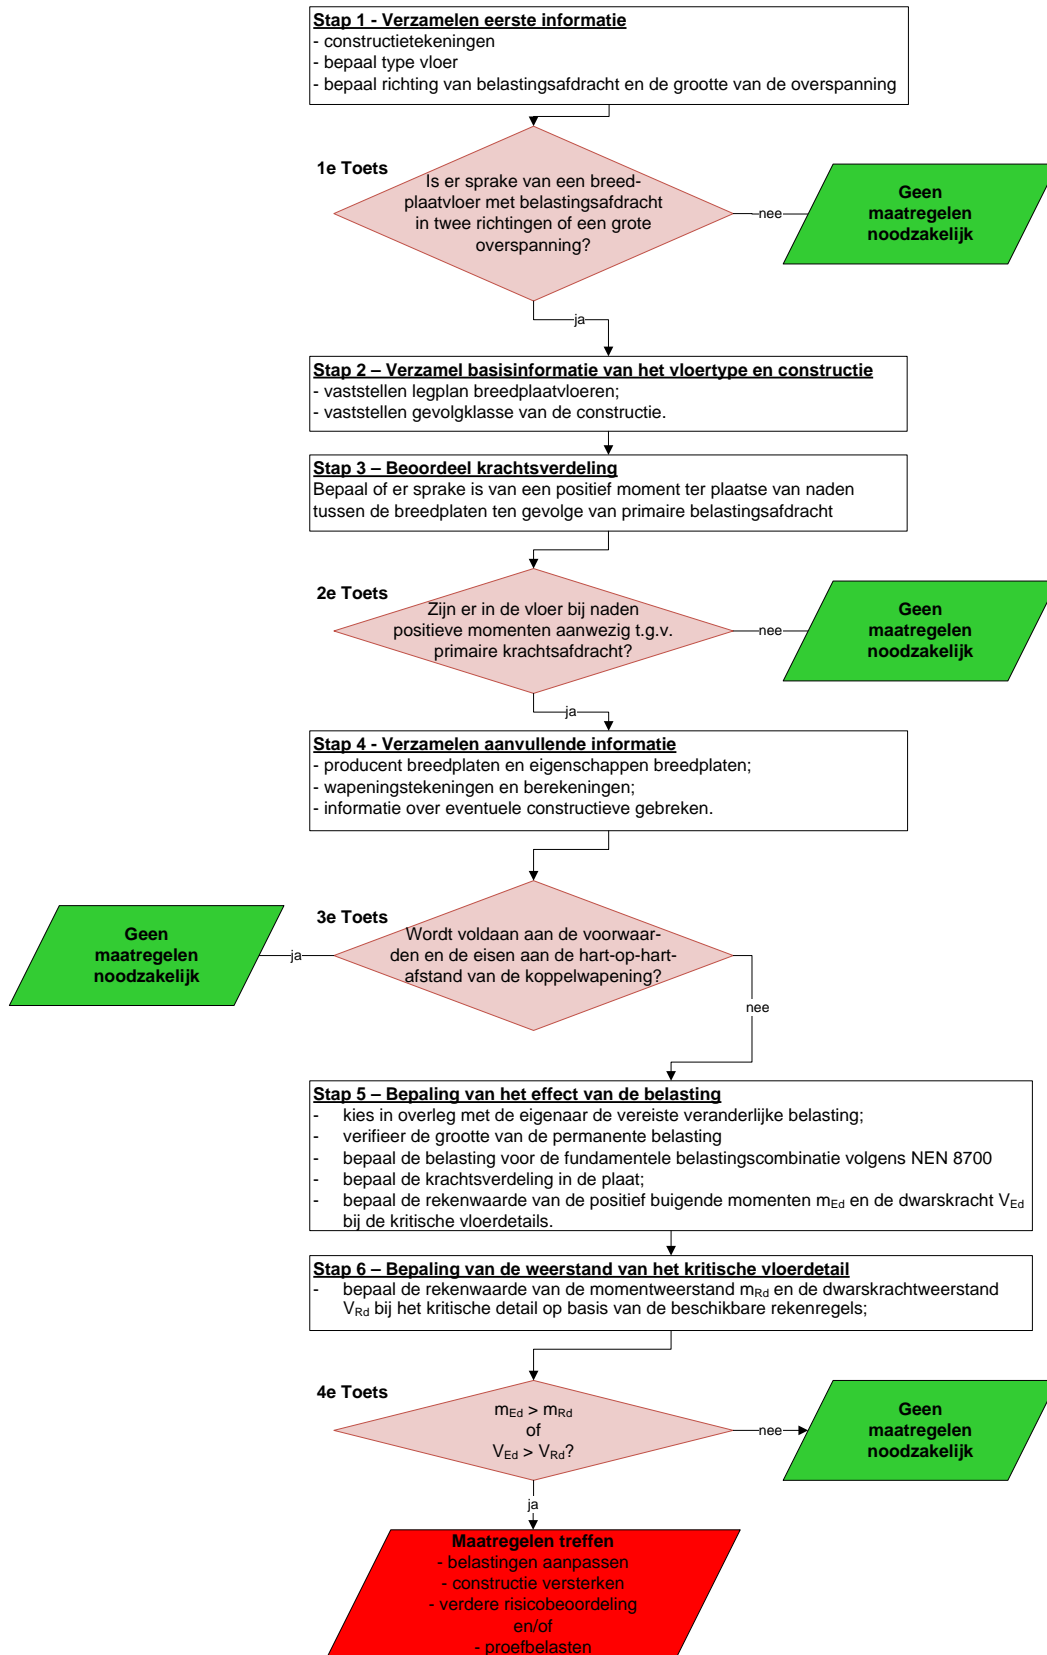 Stap 1 - Verzamelen eerste informatie
- constructietekeningen
- bepaal type vloer
- bepaal richting van belastingsafdracht en de grootte van de overspanning
1e Toets
Is er sprake van een breed-
plaatvloer met belastingsafdracht
in twee richtingen of een grote
overspanning?
nee
Geen
maatregelen
noodzakelijk
ja
Stap 2 – Verzamel basisinformatie van het vloertype en constructie
- vaststellen legplan breedplaatvloeren;
- vaststellen gevolgklasse van de constructie.
Stap 3 – Beoordeel krachtsverdeling
Bepaal of er sprake is van een positief moment ter plaatse van naden
tussen de breedplaten ten gevolge van primaire belastingsafdracht
2e Toets
Zijn er in de vloer bij naden
positieve momenten aanwezig t.g.v.
primaire krachtsafdracht?
nee
Geen
maatregelen
noodzakelijk
ja
Stap 4 - Verzamelen aanvullende informatie
- producent breedplaten en eigenschappen breedplaten;
- wapeningstekeningen en berekeningen;
- informatie over eventuele constructieve gebreken.
3e Toets
Wordt voldaan aan de voorwaar-
den en de eisen aan de hart-op-hart-
afstand van de koppelwapening?
ja
Geen
maatregelen
noodzakelijk
nee
Stap 5 – Bepaling van het effect van de belasting
- kies in overleg met de eigenaar de vereiste veranderlijke belasting;
- verifieer de grootte van de permanente belasting
- bepaal de belasting voor de fundamentele belastingscombinatie volgens NEN 8700
- bepaal de krachtsverdeling in de plaat;
- bepaal de rekenwaarde van de positief buigende momenten mEd en de dwarskracht VEd
bij de kritische vloerdetails.
Stap 6 – Bepaling van de weerstand van het kritische vloerdetail
- bepaal de rekenwaarde van de momentweerstand mRd en de dwarskrachtweerstand
VRd bij het kritische detail op basis van de beschikbare rekenregels;
4e Toets
mEd > mRd
of
VEd > VRd?
nee
Geen
maatregelen
noodzakelijk
ja
Maatregelen treffen
- belastingen aanpassen
- constructie versterken
- verdere risicobeoordeling
en/of
- proefbelasten